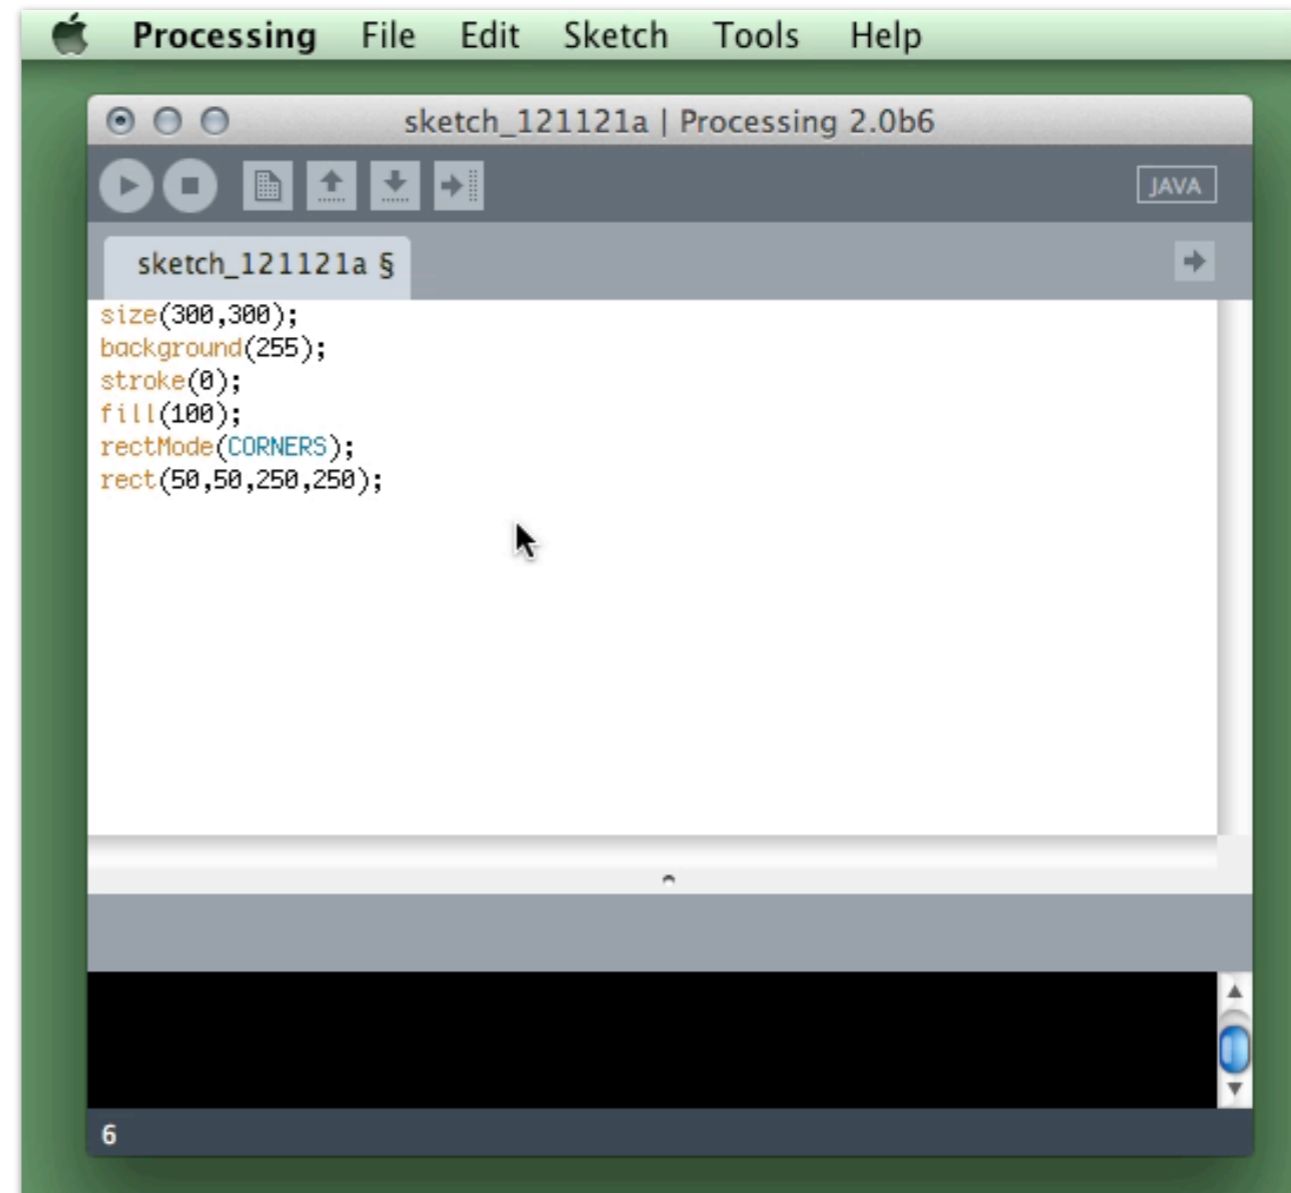 Processing File Edit Sketch Tools Help
sketch_121121a | Processing 2.0b6
JAVA
sketch_121121a §
size(300,300);
background(255);
stroke(0);
fill(100);
rectMode(CORNERS);
rect(50,50,250,250);
6